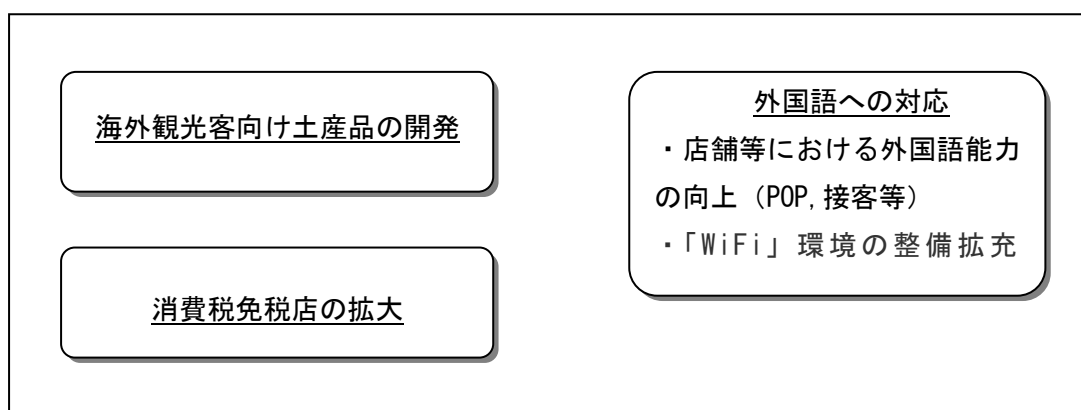 海外観光客向け土産品の開発
消費税免税店の拡大
外国語への対応
・店舗等における外国語能力
の向上（POP,接客等）
・「WiFi」環境の整備拡充